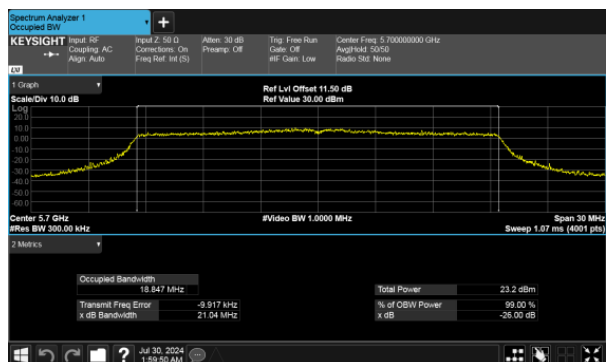 Spectrum Analyzer 1
Occupied BW
KEYSIGHT
Input: RF
Coupling: AC
Align: Auto
Input Z: 50 Ω
Corrections: On
Freq Ref: Int (S)
Atten: 30 dB
Preamp: Off
Trig: Free Run
Gate: Off
#IF Gain: Low
Center Freq: 5.700000000 GHz
Avg|Hold: 50/50
Radio Std: None
1 Graph
Scale/Div 10.0 dB
Ref Lvl Offset 11.50 dB
Ref Value 30.00 dBm
Log
20.0
10.0
0.00
-10.0
-20.0
-30.0
-40.0
-50.0
-60.0
Center 5.7 GHz
#Video BW 1.0000 MHz
Span 30 MHz
#Res BW 300.00 kHz
Sweep 1.07 ms (4001 pts)
2 Metrics
Occupied Bandwidth
18.847 MHz
Total Power 23.2 dBm
Transmit Freq Error -9.917 kHz
% of OBW Power 99.00 %
x dB Bandwidth 21.04 MHz
x dB -26.00 dB
?
Jul 30, 2024
1:59:50 AM